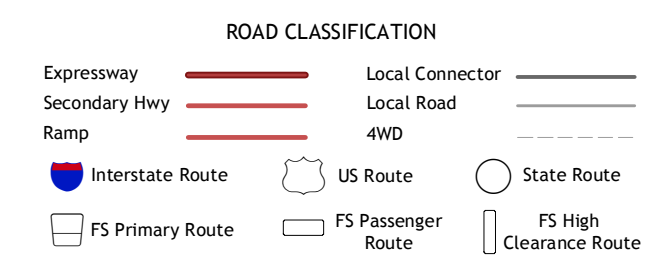 ROAD CLASSIFICATION
Expressway
Local Connector
Secondary Hwy
Local Road
Ramp
4WD
Interstate Route
US Route
State Route
FS Primary Route
FS Passenger
Route
FS High
Clearance Route